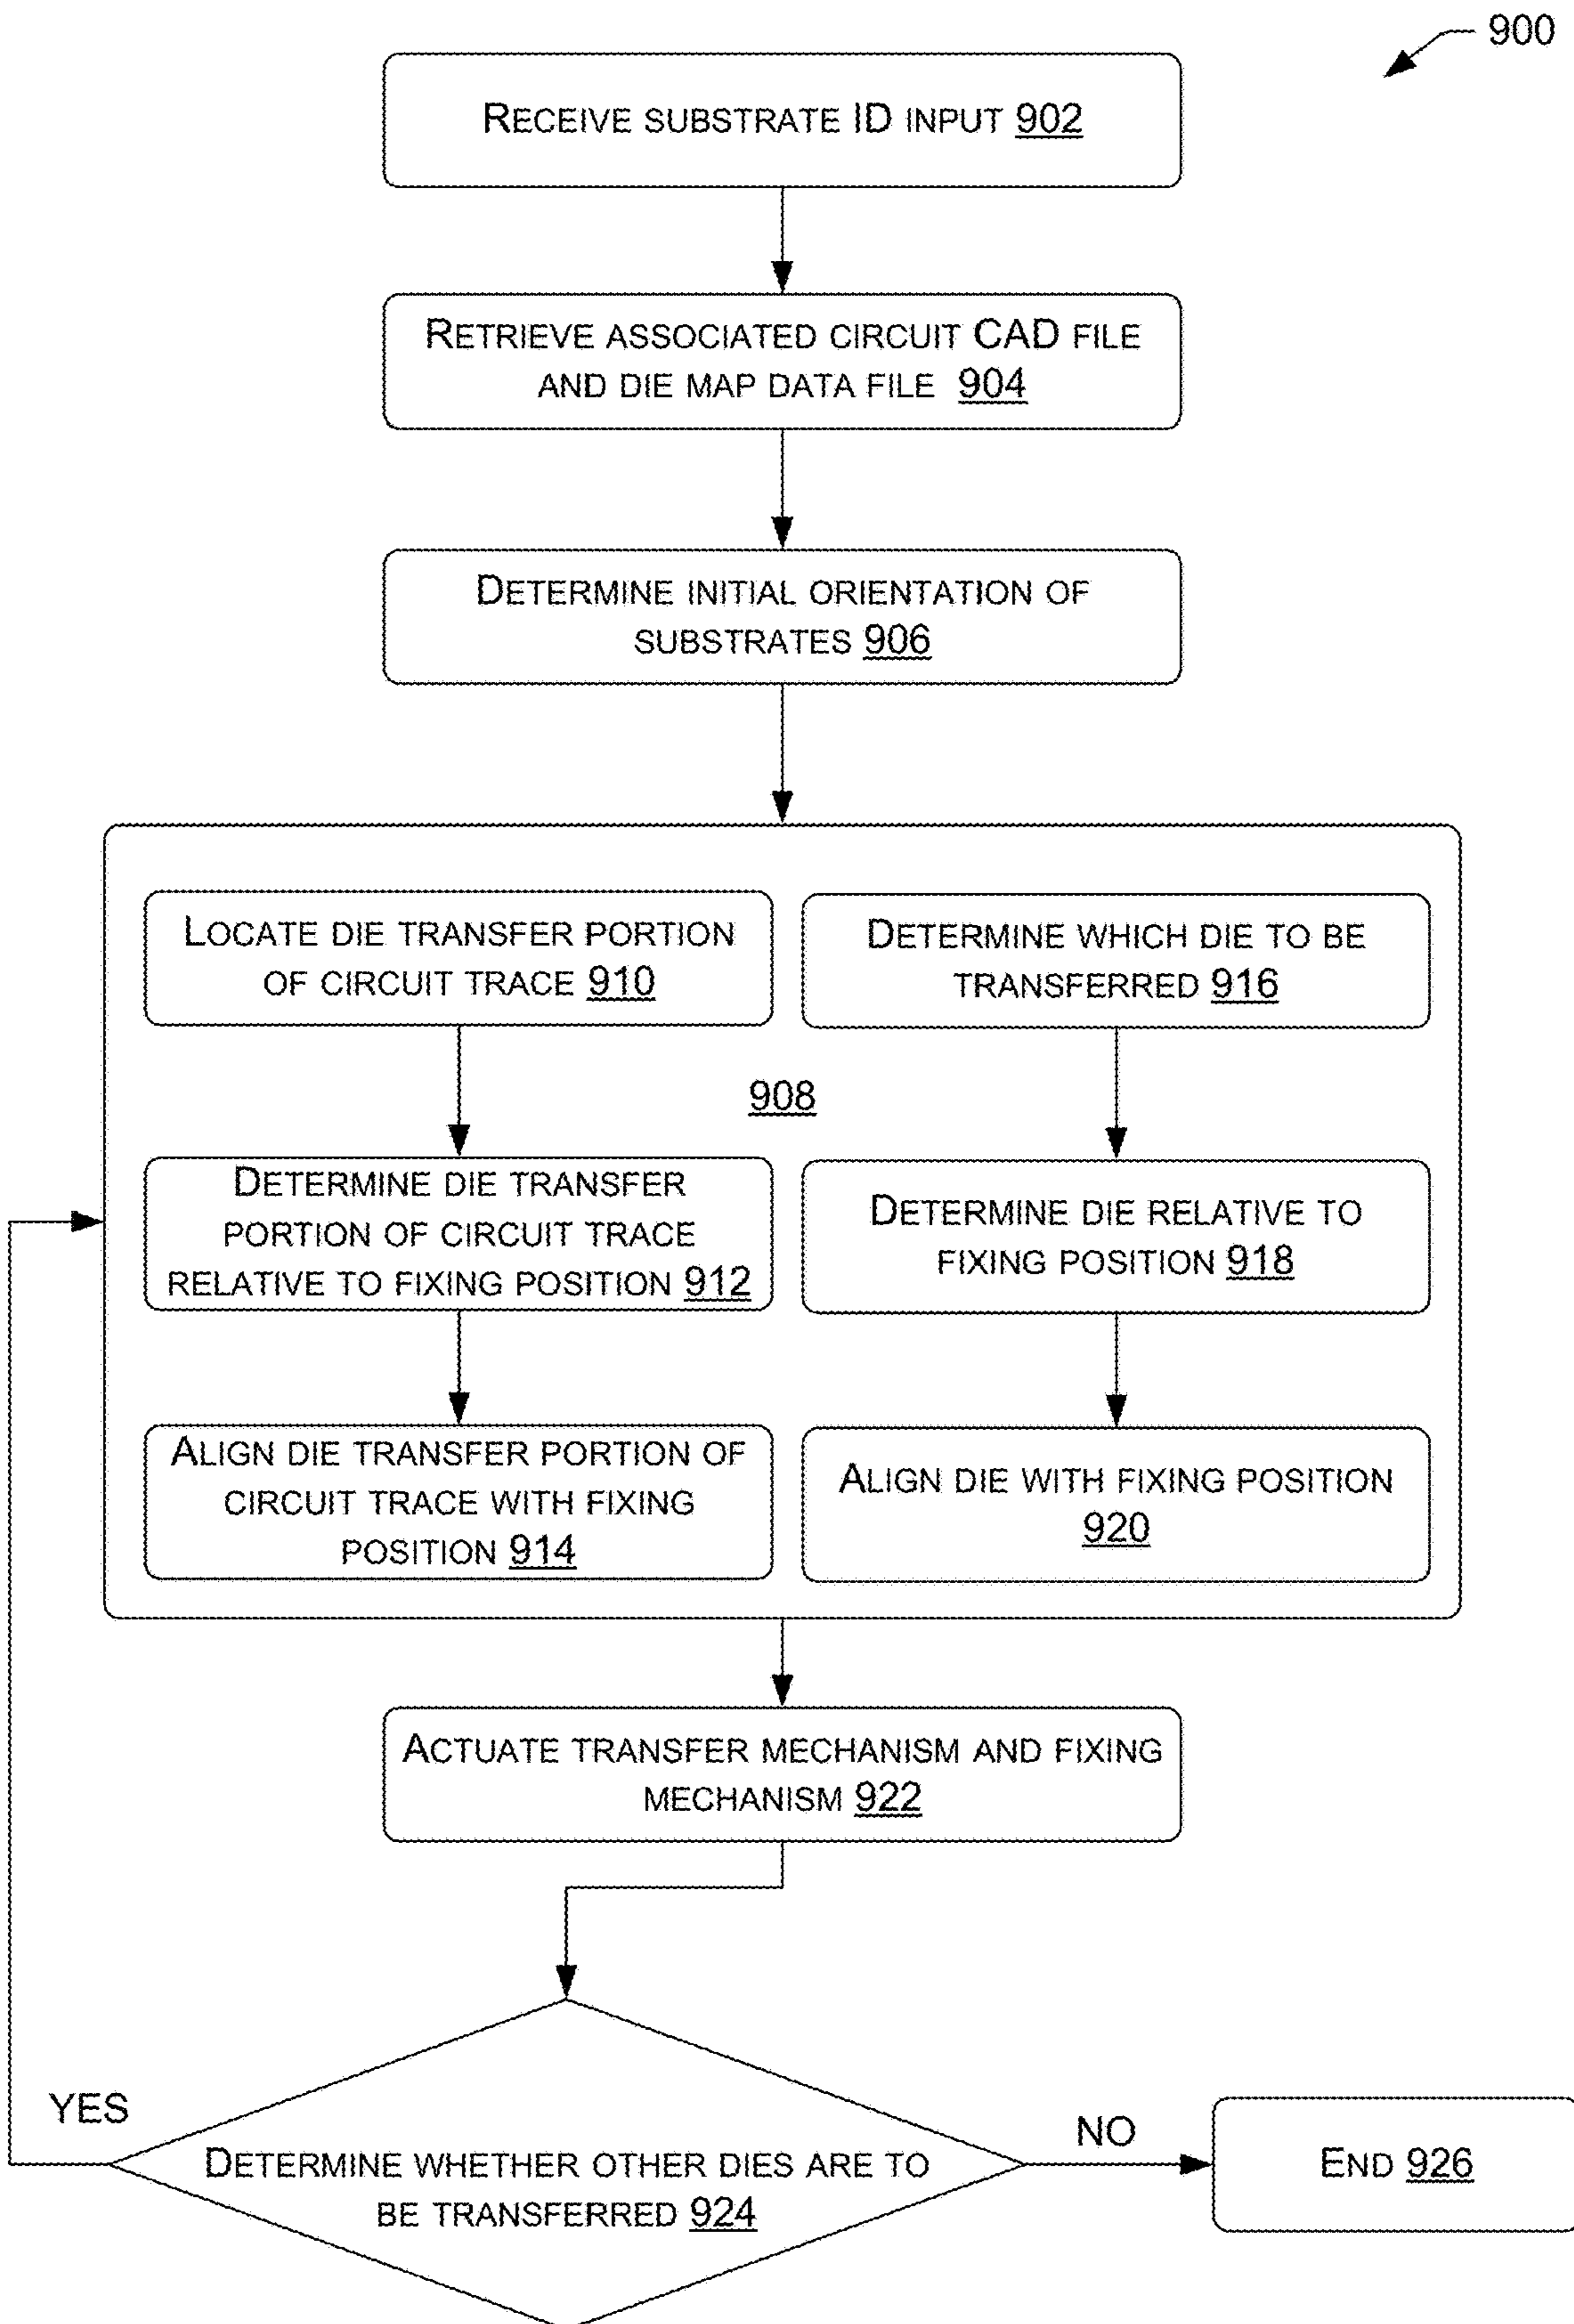 900
RECEIVE SUBSTRATE ID INPUT 902
RETRIEVE ASSOCIATED CIRCUIT CAD FILE
AND DIE MAP DATA FILE 904
DETERMINE INITIAL ORIENTATION OF
SUBSTRATES 906
LOCATE DIE TRANSFER PORTION
OF CIRCUIT TRACE 910
DETERMINE WHICH DIE TO BE
TRANSFERRED 916
908
DETERMINE DIE TRANSFER
PORTION OF CIRCUIT TRACE
RELATIVE TO FIXING POSITION 912
DETERMINE DIE RELATIVE TO
FIXING POSITION 918
ALIGN DIE TRANSFER PORTION OF
CIRCUIT TRACE WITH FIXING
POSITION 914
ALIGN DIE WITH FIXING POSITION
920
ACTUATE TRANSFER MECHANISM AND FIXING
MECHANISM 922
YES
DETERMINE WHETHER OTHER DIES ARE TO
BE TRANSFERRED 924
NO
END 926